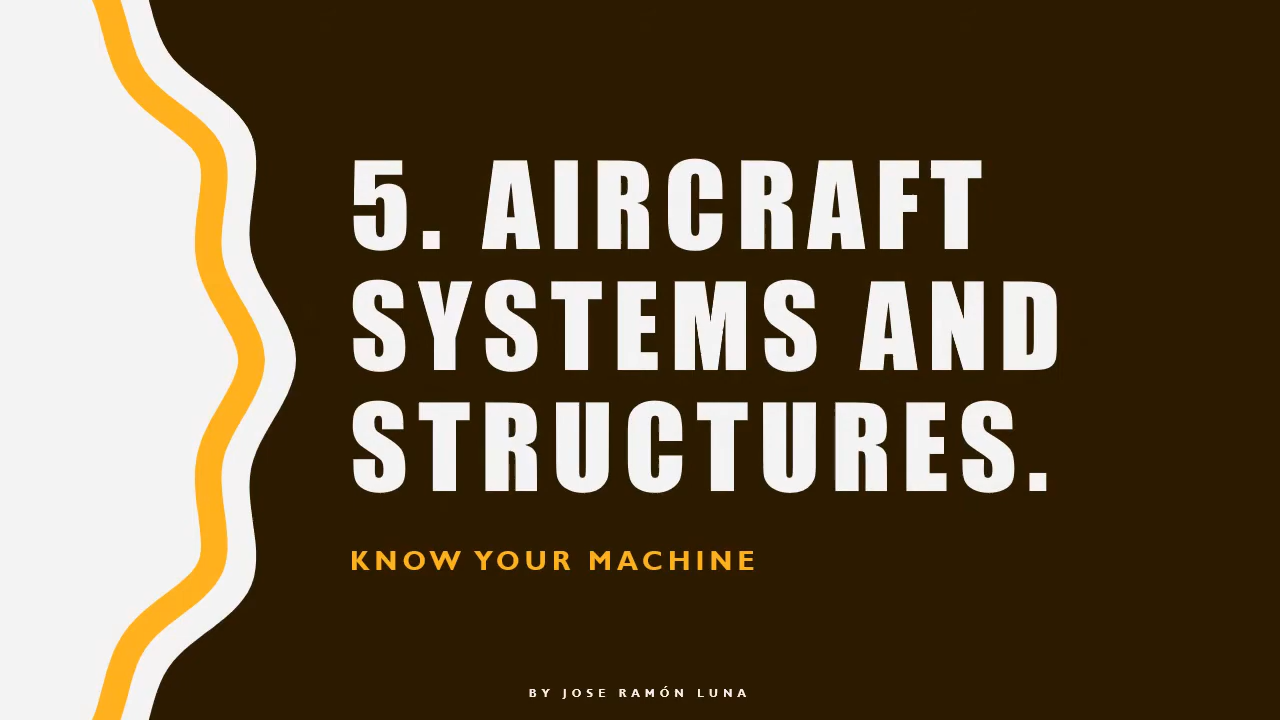 5. AIRCRAFT
SYSTEMS AND
STRUCTURES.
KNOW YOUR MACHINE
BY JOSE RAMÓN LUNA